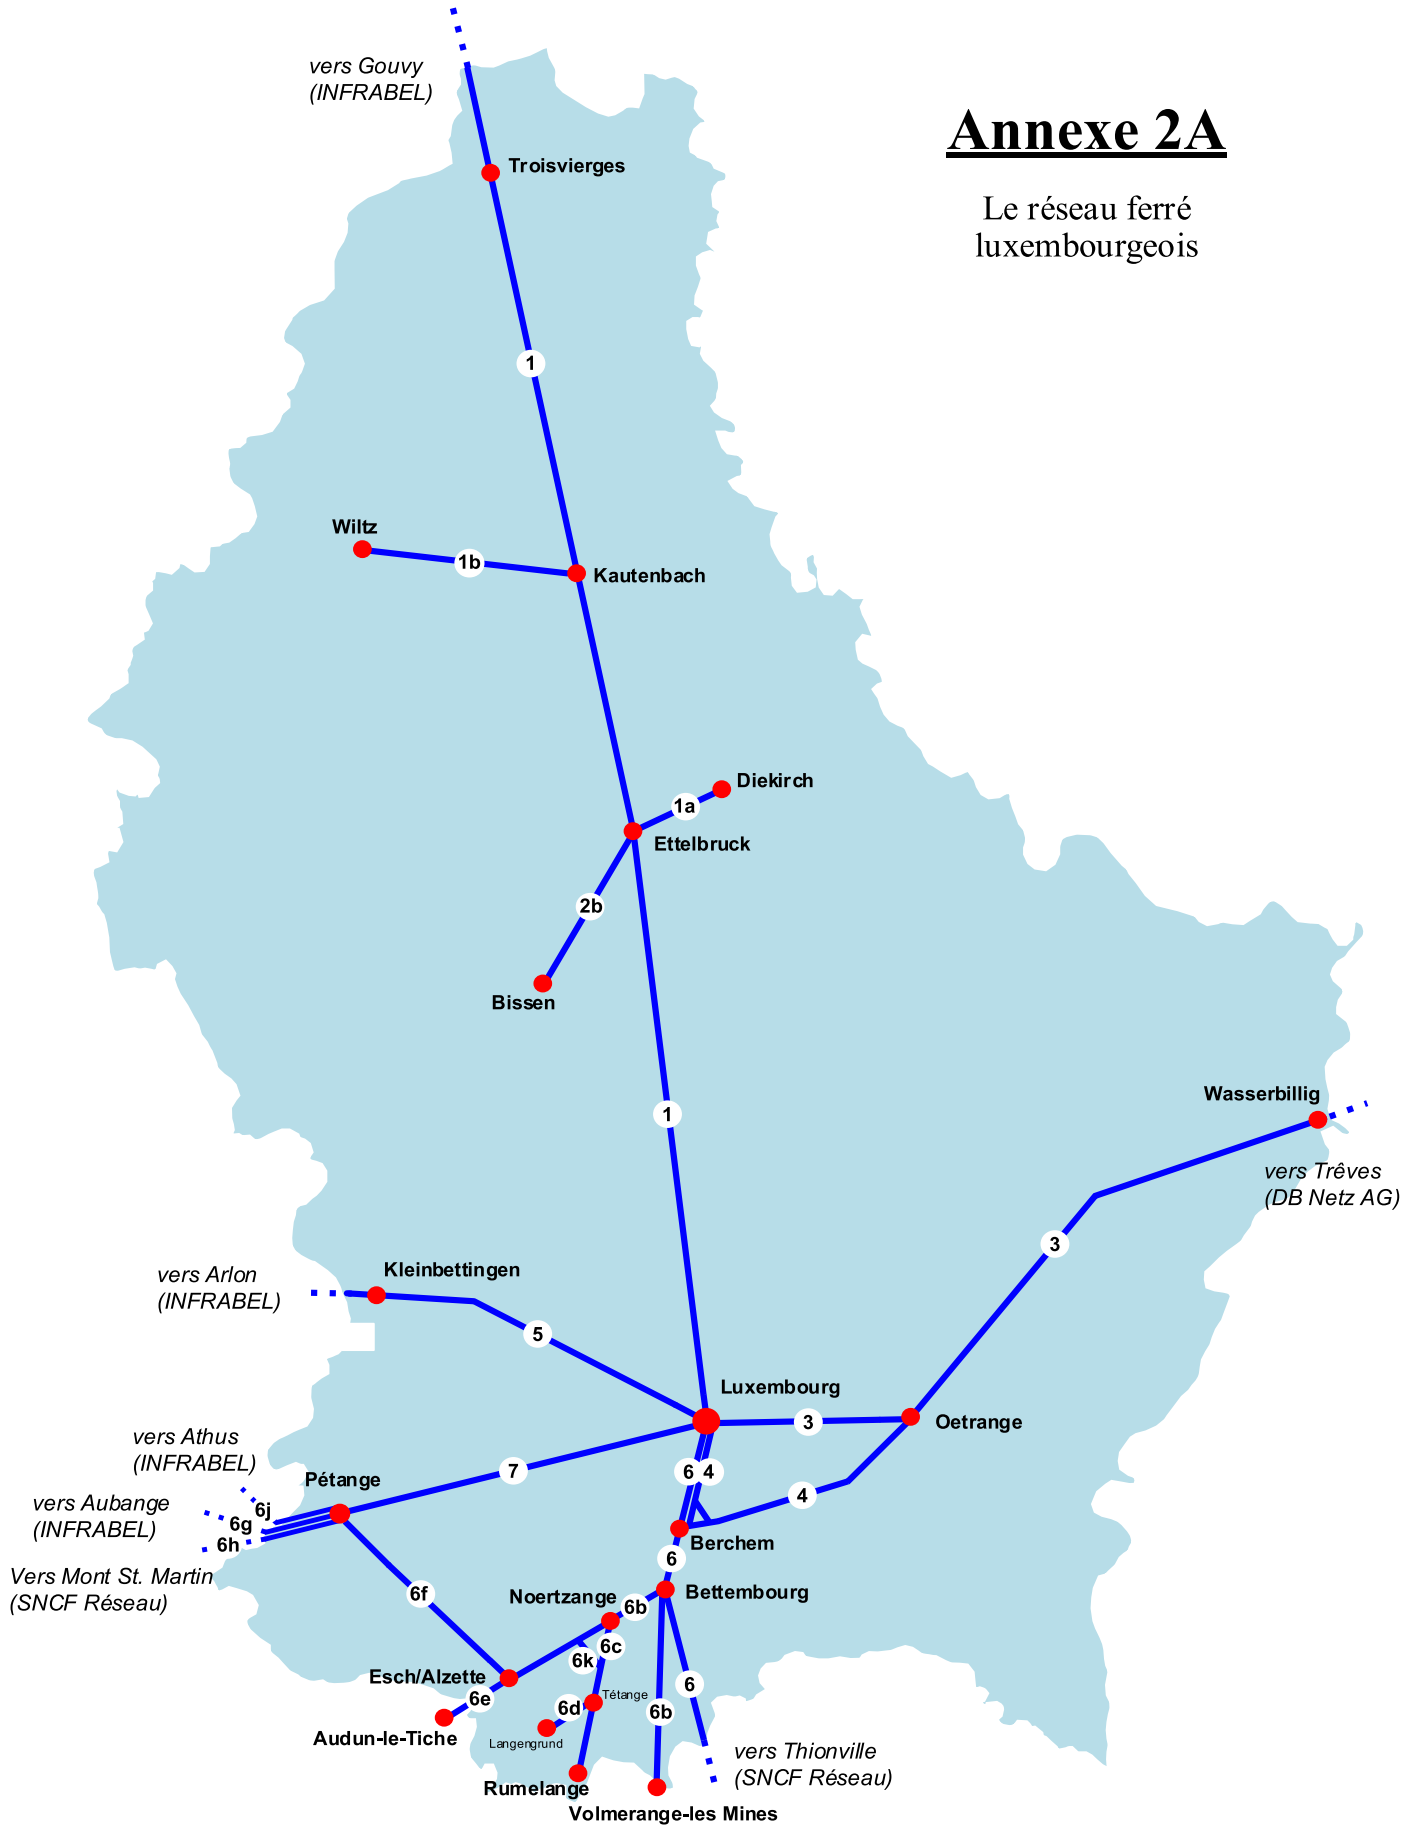 vers Gouvy
(INFRABEL)
Annexe 2A
Le réseau ferré
luxembourgeois
Troisvierges
1
Wiltz
1b
Kautenbach
Diekirch
1a
Ettelbruck
2b
Bissen
1
Wasserbillig
vers Trêves
(DB Netz AG)
3
vers Arlon
(INFRABEL)
Kleinbettingen
5
Luxembourg
3
Oetrange
vers Athus
(INFRABEL)
Pétange
7
6 4
4
vers Aubange
(INFRABEL)
6j
6g
6h
Berchem
6
Vers Mont St. Martin
(SNCF Réseau)
6f
Noertzange
6b
Bettembourg
6c
6k
Esch/Alzette
6e
6
Tétange
6d
6b
Audun-le-Tiche
Langengrund
vers Thionville
(SNCF Réseau)
Rumelange
Volmerange-les Mines